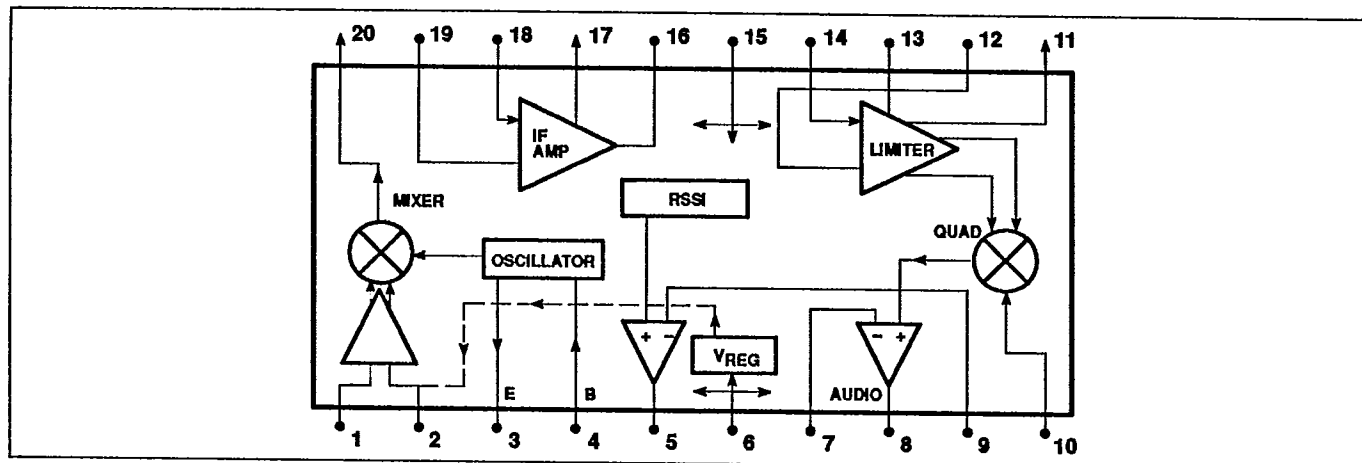 20 19 18 17 16 15 14 13 12 11
IF
AMP
LIMITER
MIXER
RSSI
QUAD
OSCILLATOR
+ −
− +
VREG
E B
AUDIO
1 2 3 4 5 6 7 8 9 10